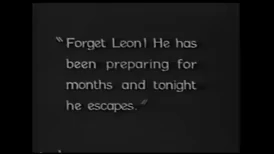 "Forget Leon! He has
been preparing for
months and tonight
he escapes."